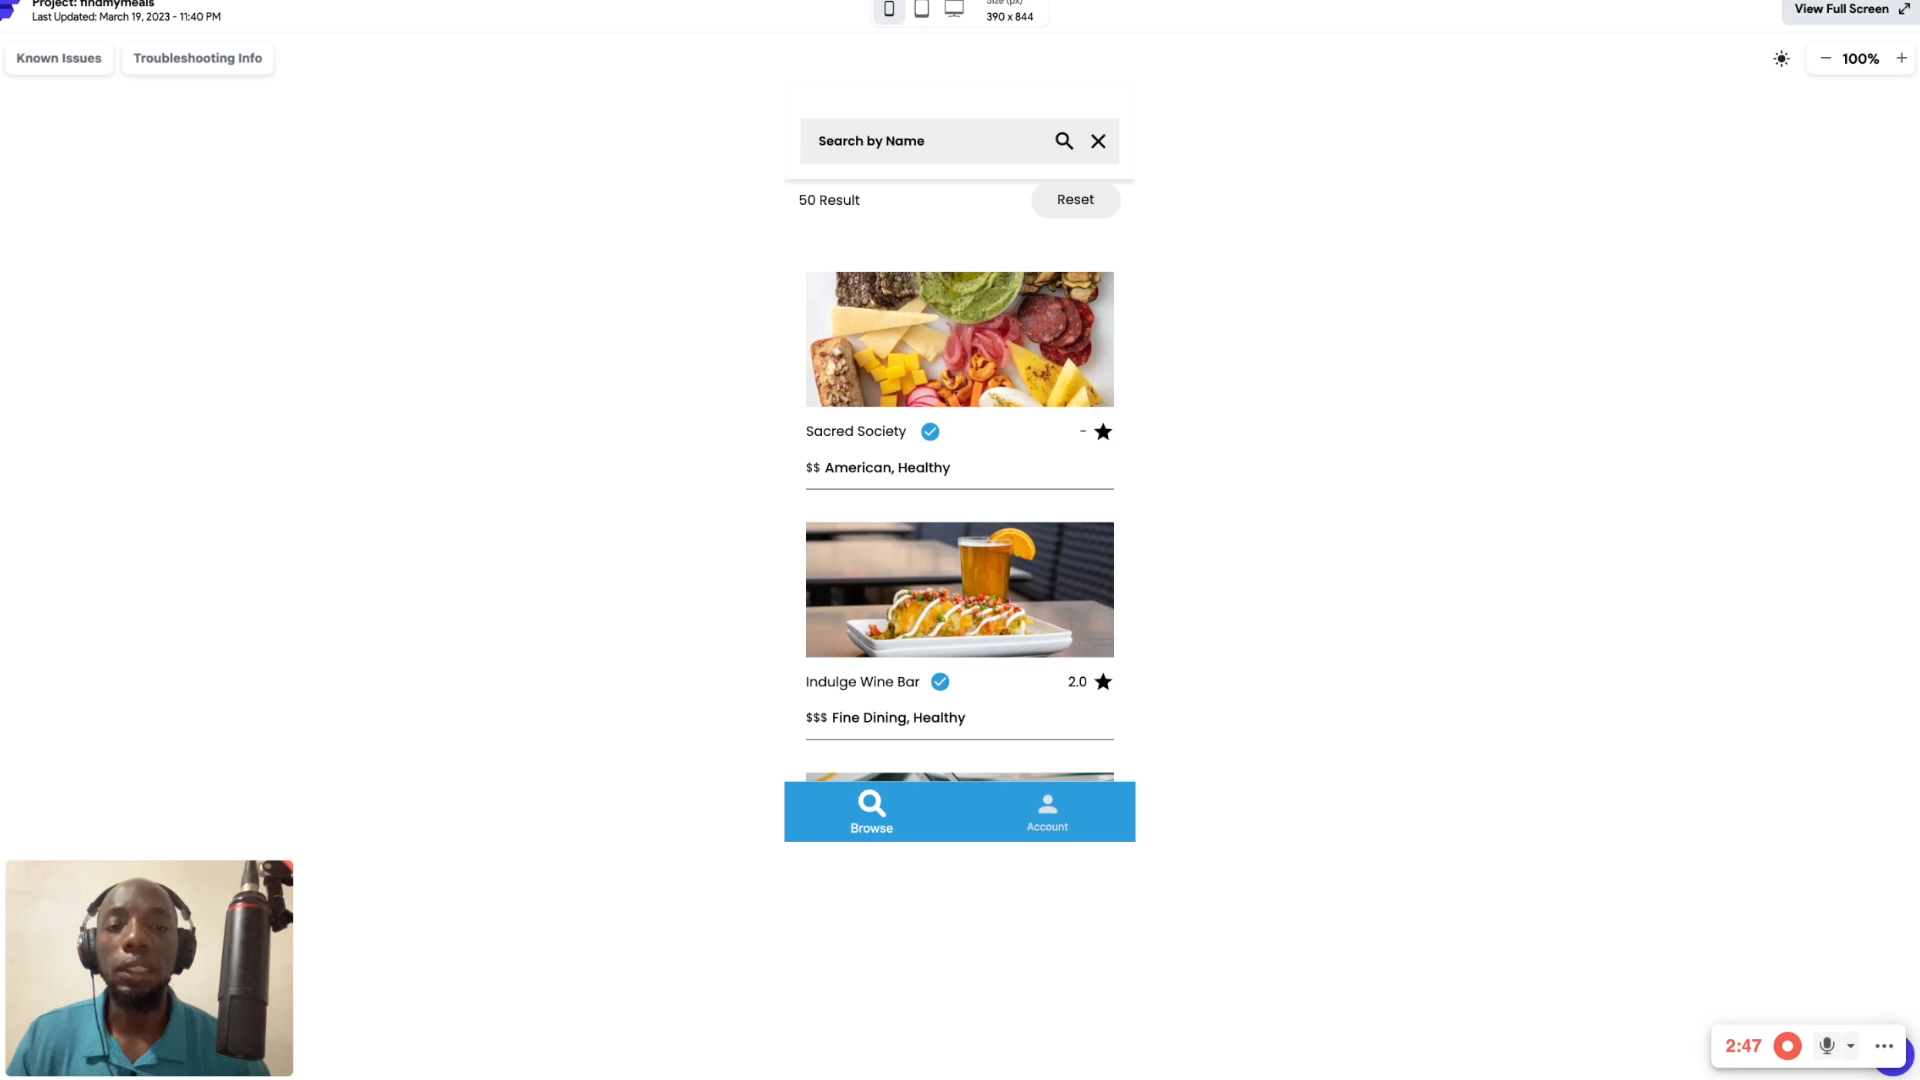 Project: findmymeals
Last Updated: March 19, 2023 - 11:40 PM
Size (px)
390 x 844
View Full Screen
Known Issues
Troubleshooting Info
100%
Search by Name
50 Result
Reset
Sacred Society
-
$$ American, Healthy
Indulge Wine Bar
2.0
$$$ Fine Dining, Healthy
Browse
Account
2:47